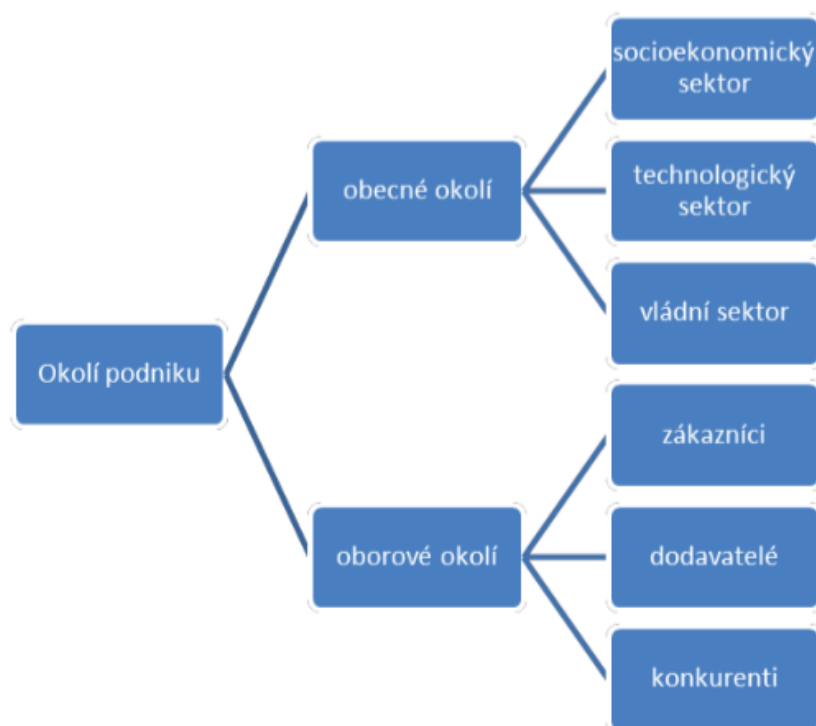 Okolí podniku
obecné okolí
socioekonomický
sektor
technologický
sektor
vládní sektor
oborové okolí
zákazníci
dodavatelé
konkurenti